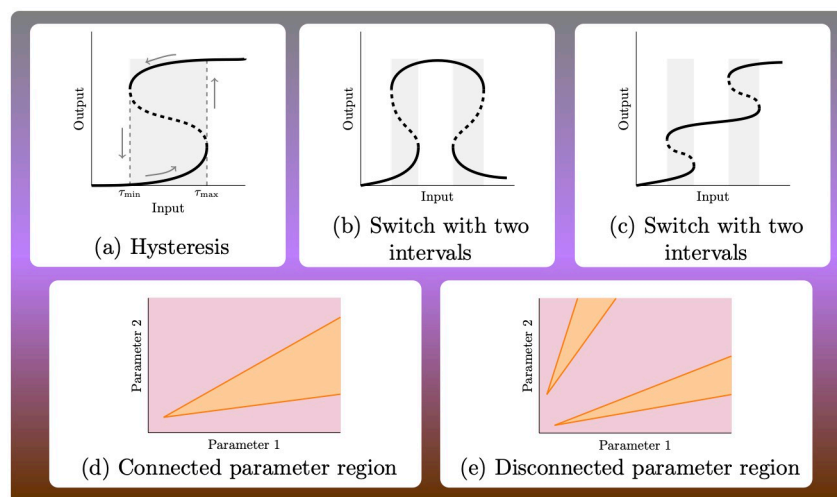 Output
τmin
τmax
Input
(a) Hysteresis
Output
Input
(b) Switch with two
intervals
Output
Input
(c) Switch with two
intervals
Parameter 2
Parameter 1
(d) Connected parameter region
Parameter 2
Parameter 1
(e) Disconnected parameter region